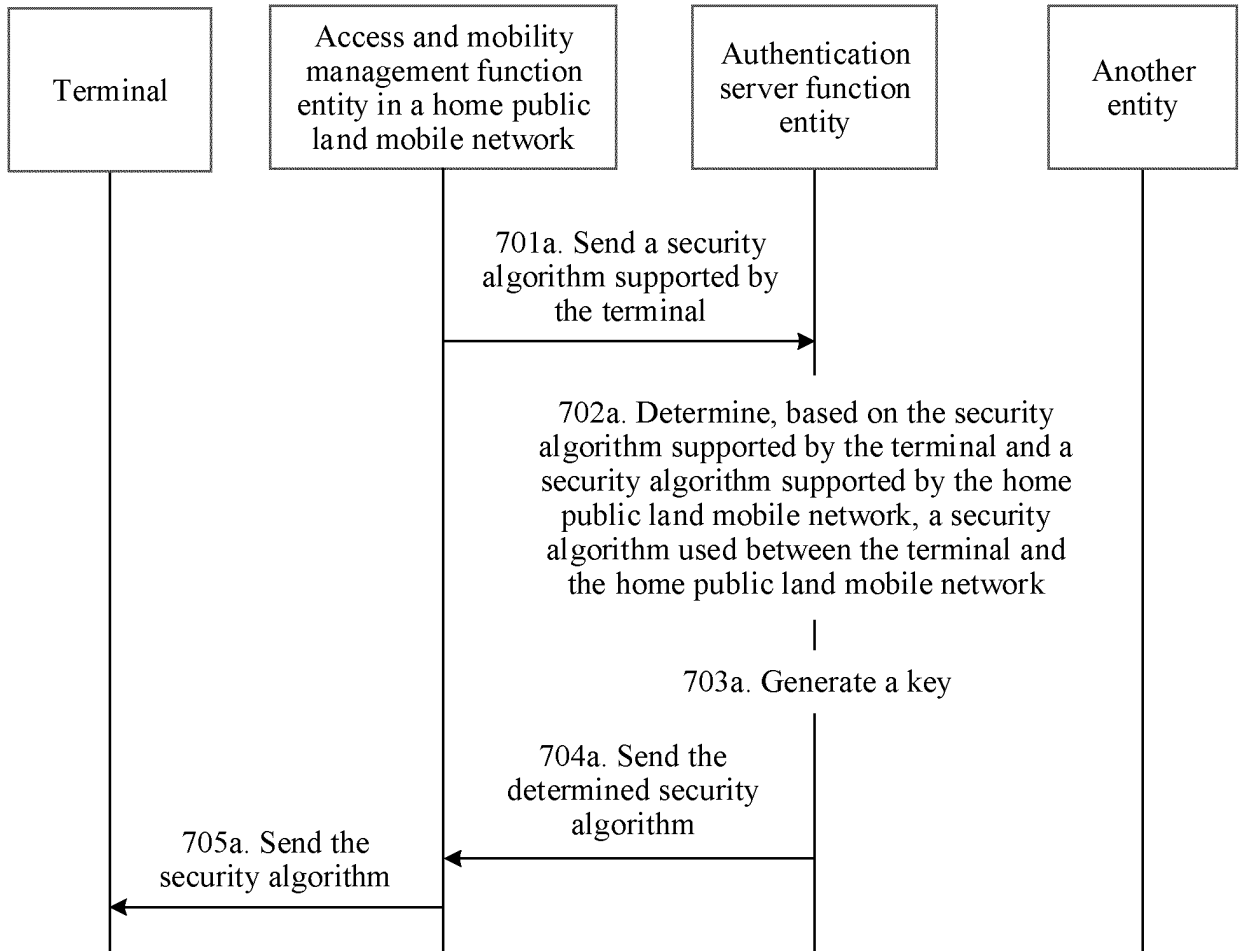 Terminal
Access and mobility
management function
entity in a home public
land mobile network
Authentication
server function
entity
Another
entity
701a. Send a security
algorithm supported by
the terminal
702a. Determine, based on the security
algorithm supported by the terminal and a
security algorithm supported by the home
public land mobile network, a security
algorithm used between the terminal and
the home public land mobile network
703a. Generate a key
704a. Send the
determined security
algorithm
705a. Send the
security algorithm